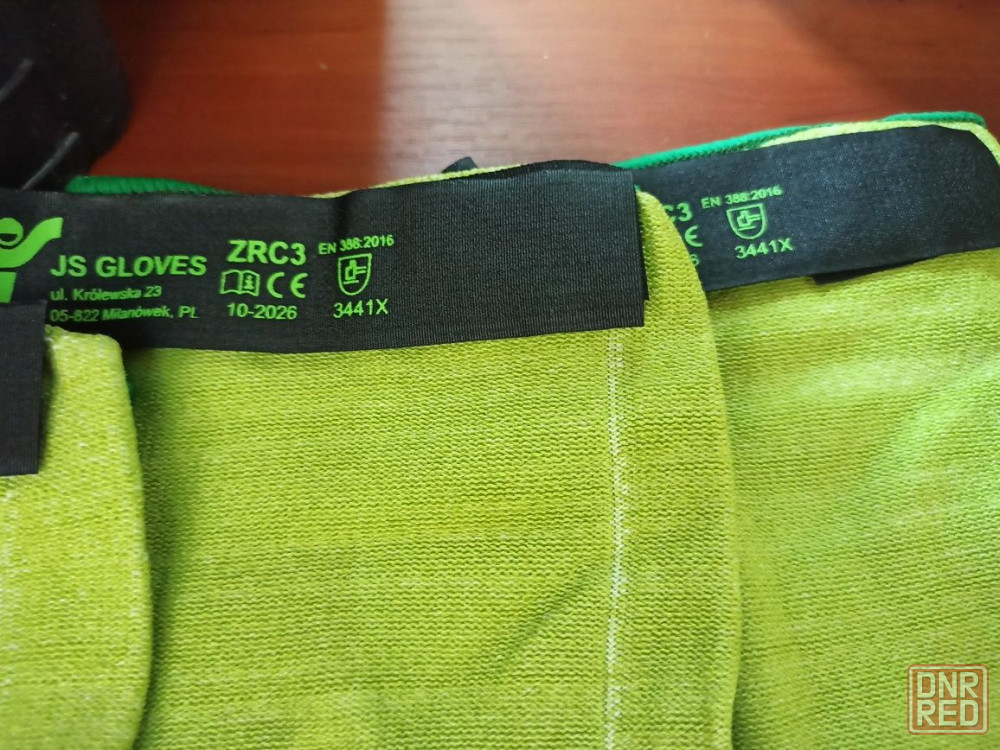 JS GLOVES
ul. Królewska 23
05-822 Milanówek, PL
ZRC3
CE
10-2026
EN 388:2016
3441X
C3
EN 388:2016
3441X
DNR
RED